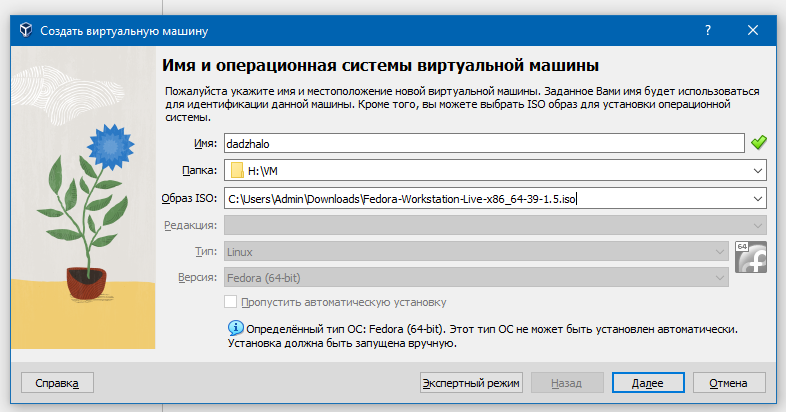 Создать виртуальную машину
Имя и операционная системы виртуальной машины
Пожалуйста укажите имя и местоположение новой виртуальной машины. Заданное Вами имя будет использоваться
для идентификации данной машины. Кроме того, вы можете выбрать ISO образ для установки операционной
системы.
Имя: dadzhalo
Папка: H:\VM
Образ ISO: C:\Users\Admin\Downloads\Fedora-Workstation-Live-x86_64-39-1.5.iso
Редакция:
Тип: Linux
64
Версия: Fedora (64-bit)
Пропустить автоматическую установку
Определённый тип ОС: Fedora (64-bit). Этот тип ОС не может быть установлен автоматически.
Установка должна быть запущена вручную.
Справка Экспертный режим Назад Далее Отмена